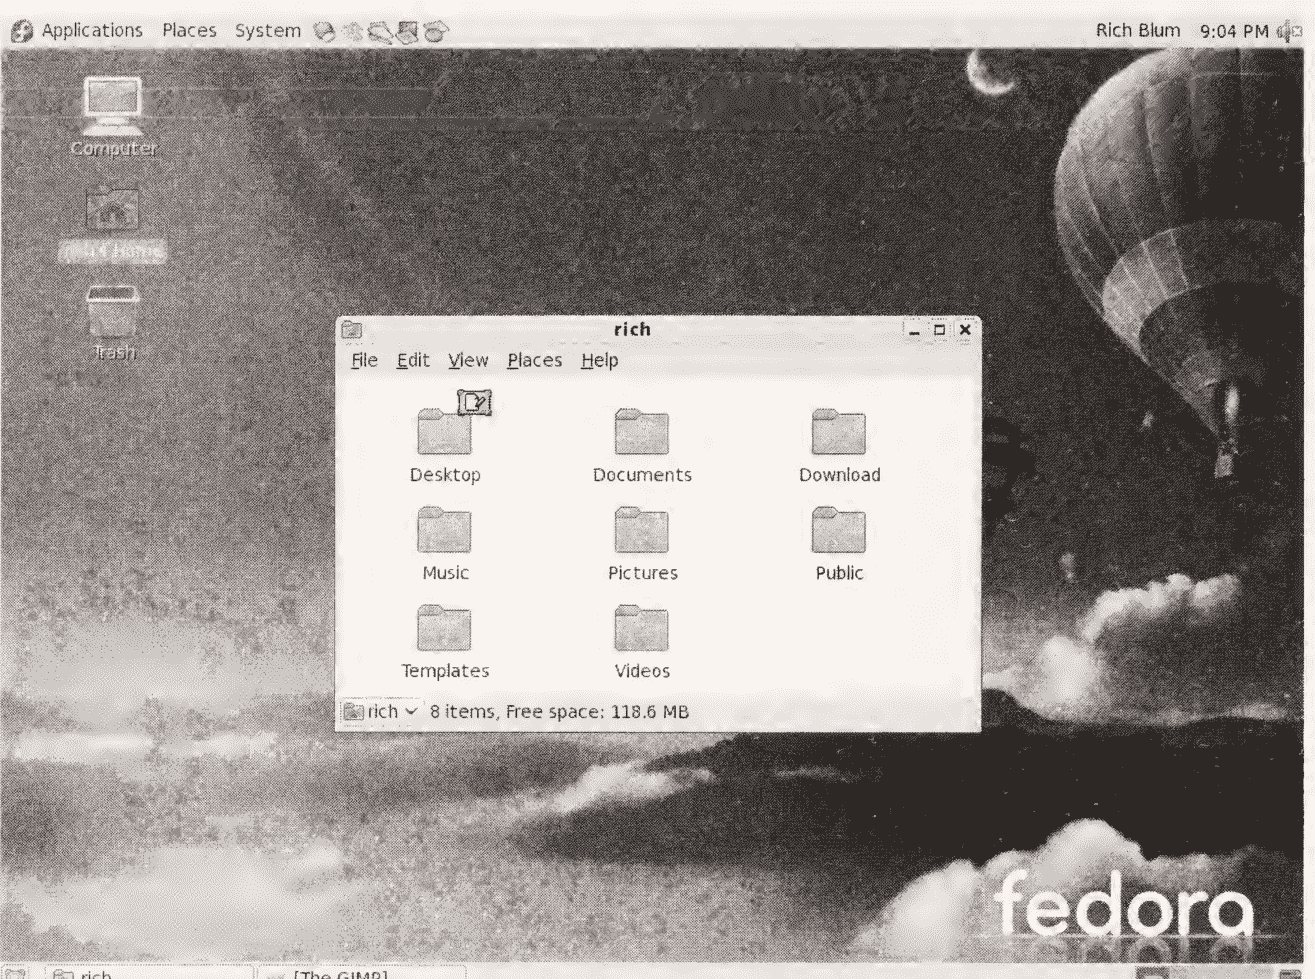 Applications Places System Rich Blum 9:04 PM
Computer
Home
Trash
rich
File Edit View Places Help
Desktop Documents Download
Music Pictures Public
Templates Videos
rich 8 items, Free space: 118.6 MB
fedora
rich [The GIMP]